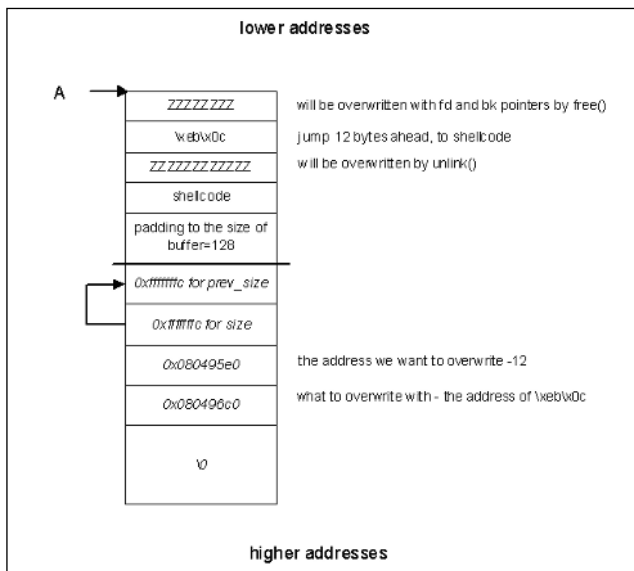 lower addresses
A
ZZZZZZZZ
will be overwritten with fd and bk pointers by free()
\xeb\x0c
jump 12 bytes ahead, to shellcode
ZZZZZZZZZZZZ
will be overwritten by unlink()
shellcode
padding to the size of
buffer=128
0xfffffffc for prev_size
0xfffffffc for size
0x080495e0
the address we want to overwrite -12
0x080496c0
what to overwrite with - the address of \xeb\x0c
\0
higher addresses